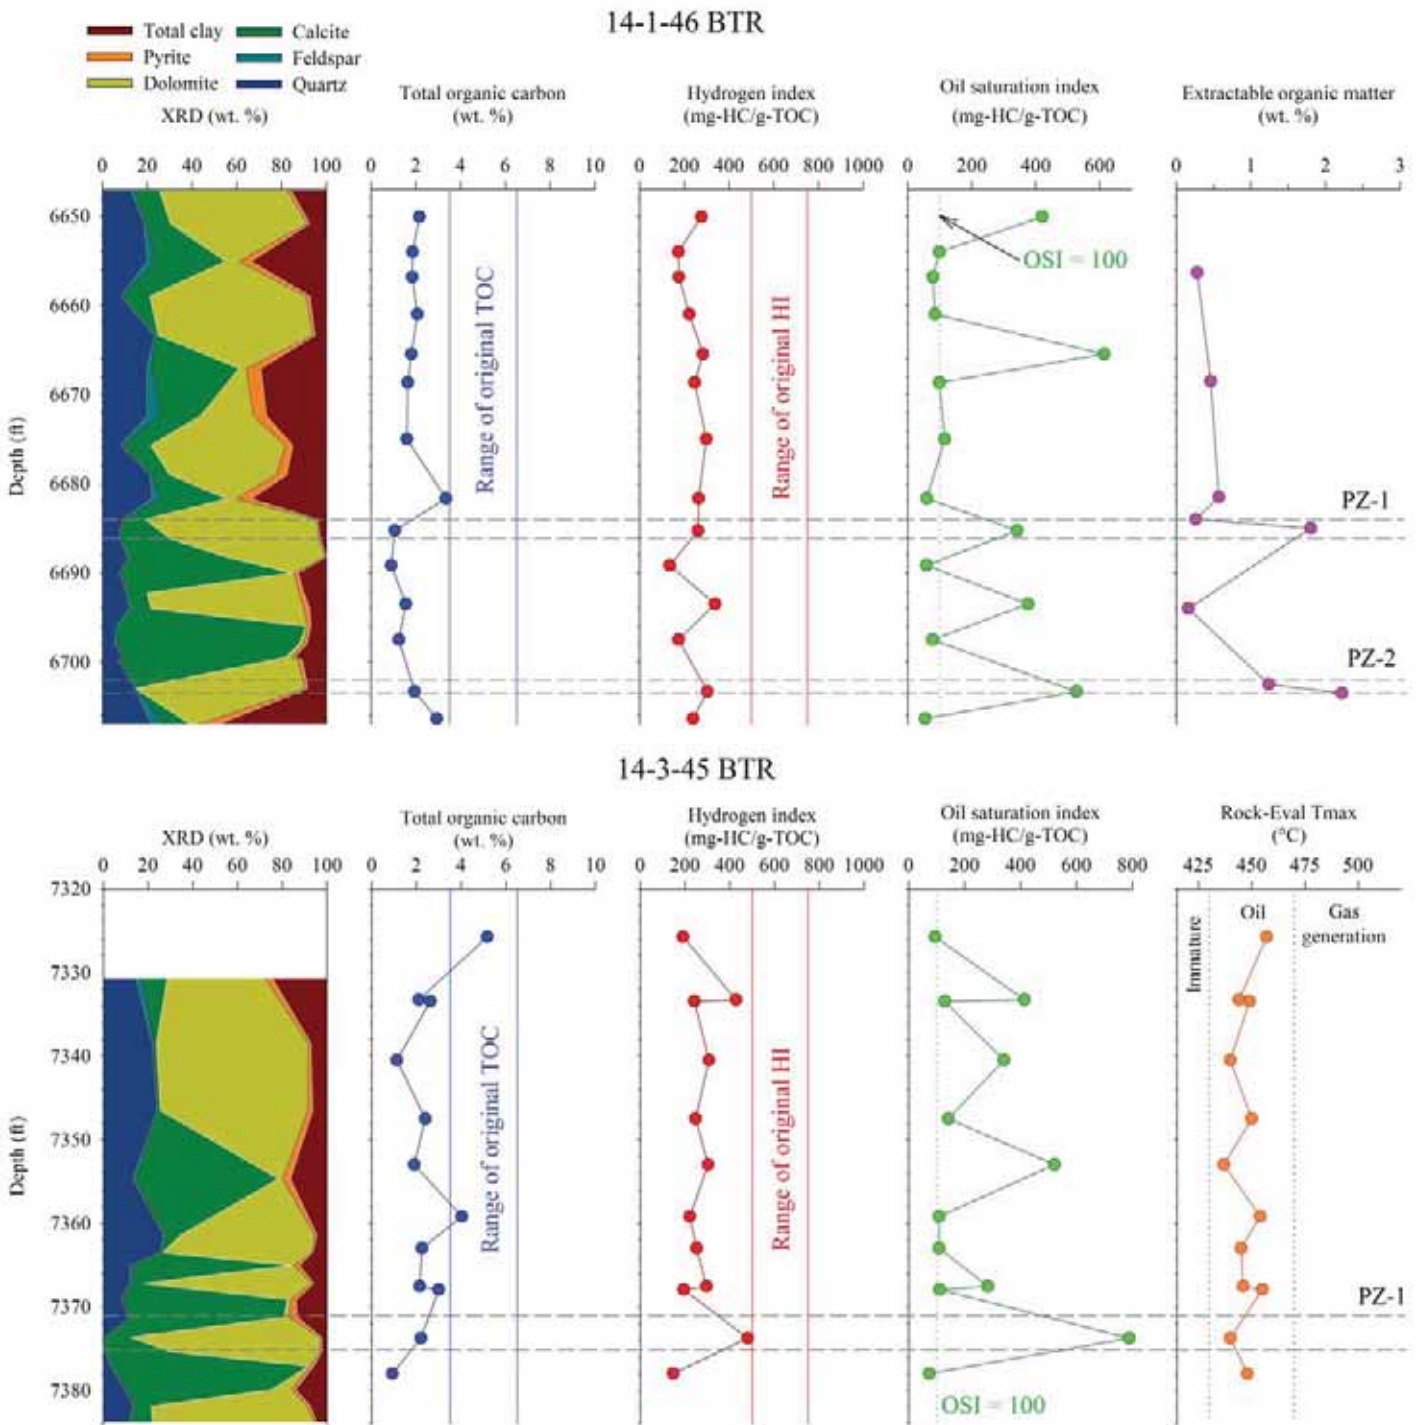 14-1-46 BTR
Total clay Calcite
Pyrite Feldspar
Dolomite Quartz
XRD (wt. %)
Total organic carbon
(wt. %)
Hydrogen index
(mg-HC/g-TOC)
Oil saturation index
(mg-HC/g-TOC)
Extractable organic matter
(wt. %)
0 20 40 60 80 100 0 2 4 6 8 10 0 200 400 600 800 1000 0 200 400 600 0 1 2 3
Depth (ft)
6650
6660
6670
6680
6690
6700
Range of original TOC
Range of original HI
OSI = 100
PZ-1
PZ-2
14-3-45 BTR
XRD (wt. %)
Total organic carbon
(wt. %)
Hydrogen index
(mg-HC/g-TOC)
Oil saturation index
(mg-HC/g-TOC)
Rock-Eval Tmax
(°C)
0 20 40 60 80 100 0 2 4 6 8 10 0 200 400 600 800 1000 0 200 400 600 800 425 450 475 500
Depth (ft)
7320
7330
7340
7350
7360
7370
7380
Range of original TOC
Range of original HI
OSI = 100
Immature
Oil
Gas
generation
PZ-1